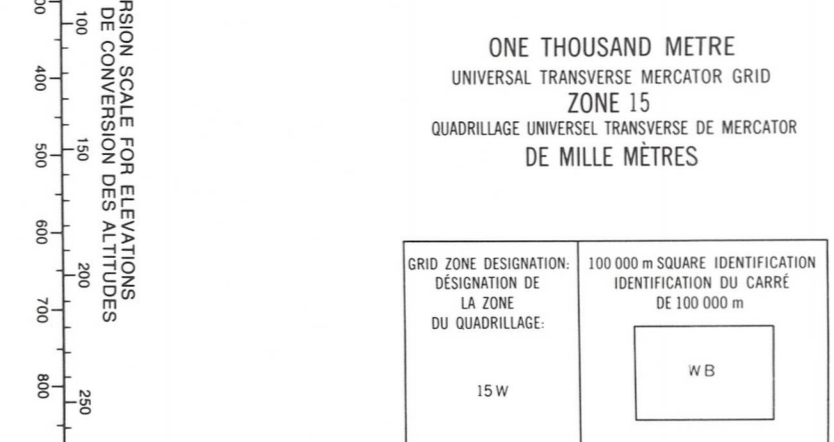 RSION SCALE FOR ELEVATIONS
DE CONVERSION DES ALTITUDES
100
150
200
250
400
500
600
700
800
ONE THOUSAND METRE
UNIVERSAL TRANSVERSE MERCATOR GRID
ZONE 15
QUADRILLAGE UNIVERSEL TRANSVERSE DE MERCATOR
DE MILLE MÈTRES
GRID ZONE DESIGNATION:
DÉSIGNATION DE
LA ZONE
DU QUADRILLAGE:
15 W
100 000 m SQUARE IDENTIFICATION
IDENTIFICATION DU CARRÉ
DE 100 000 m
WB